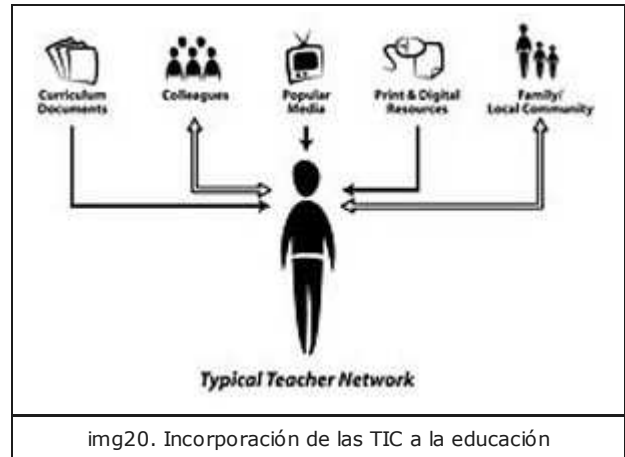 Curriculum
Documents
Colleagues
Popular
Media
Print & Digital
Resources
Family/
Local Community
Typical Teacher Network
img20. Incorporación de las TIC a la educación